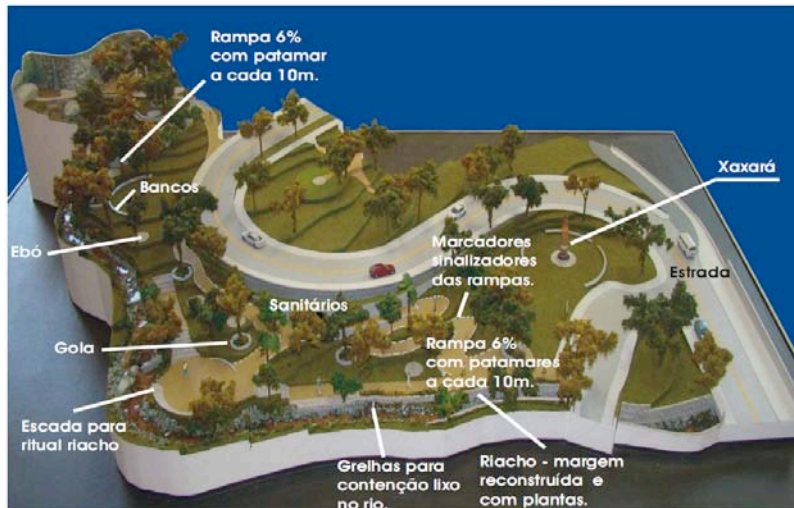 Rampa 6%
com patamar
a cada 10m.
Bancos
Xaxará
Ebó
Marcadores
sinalizadores
das rampas.
Estrada
Sanitários
Gola
Rampa 6%
com patamares
a cada 10m.
Escada para
ritual riacho
Grelhas para
contenção lixo
no rio.
Riacho - margem
reconstruída e
com plantas.